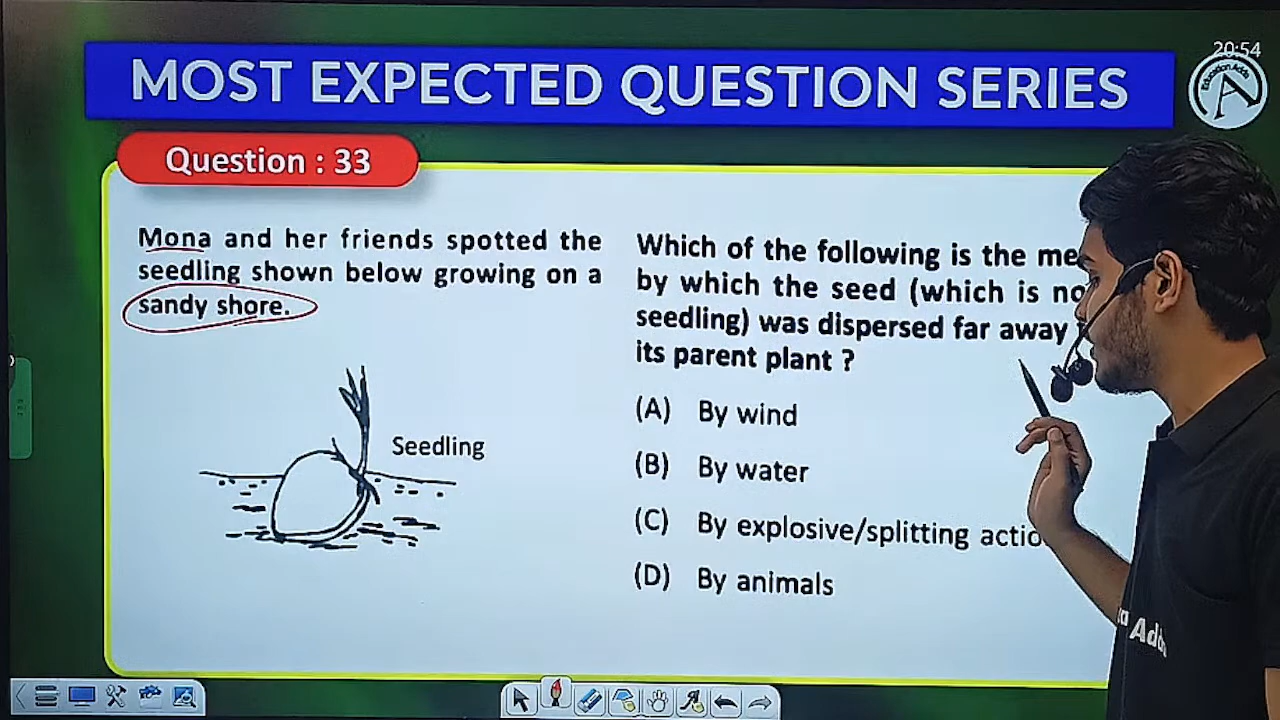 20:54
MOST EXPECTED QUESTION SERIES
Education Adda
A
Question : 33
Mona and her friends spotted the
seedling shown below growing on a
sandy shore.
Seedling
Which of the following is the me
by which the seed (which is no
seedling) was dispersed far away
its parent plant ?
(A) By wind
(B) By water
(C) By explosive/splitting actio
(D) By animals